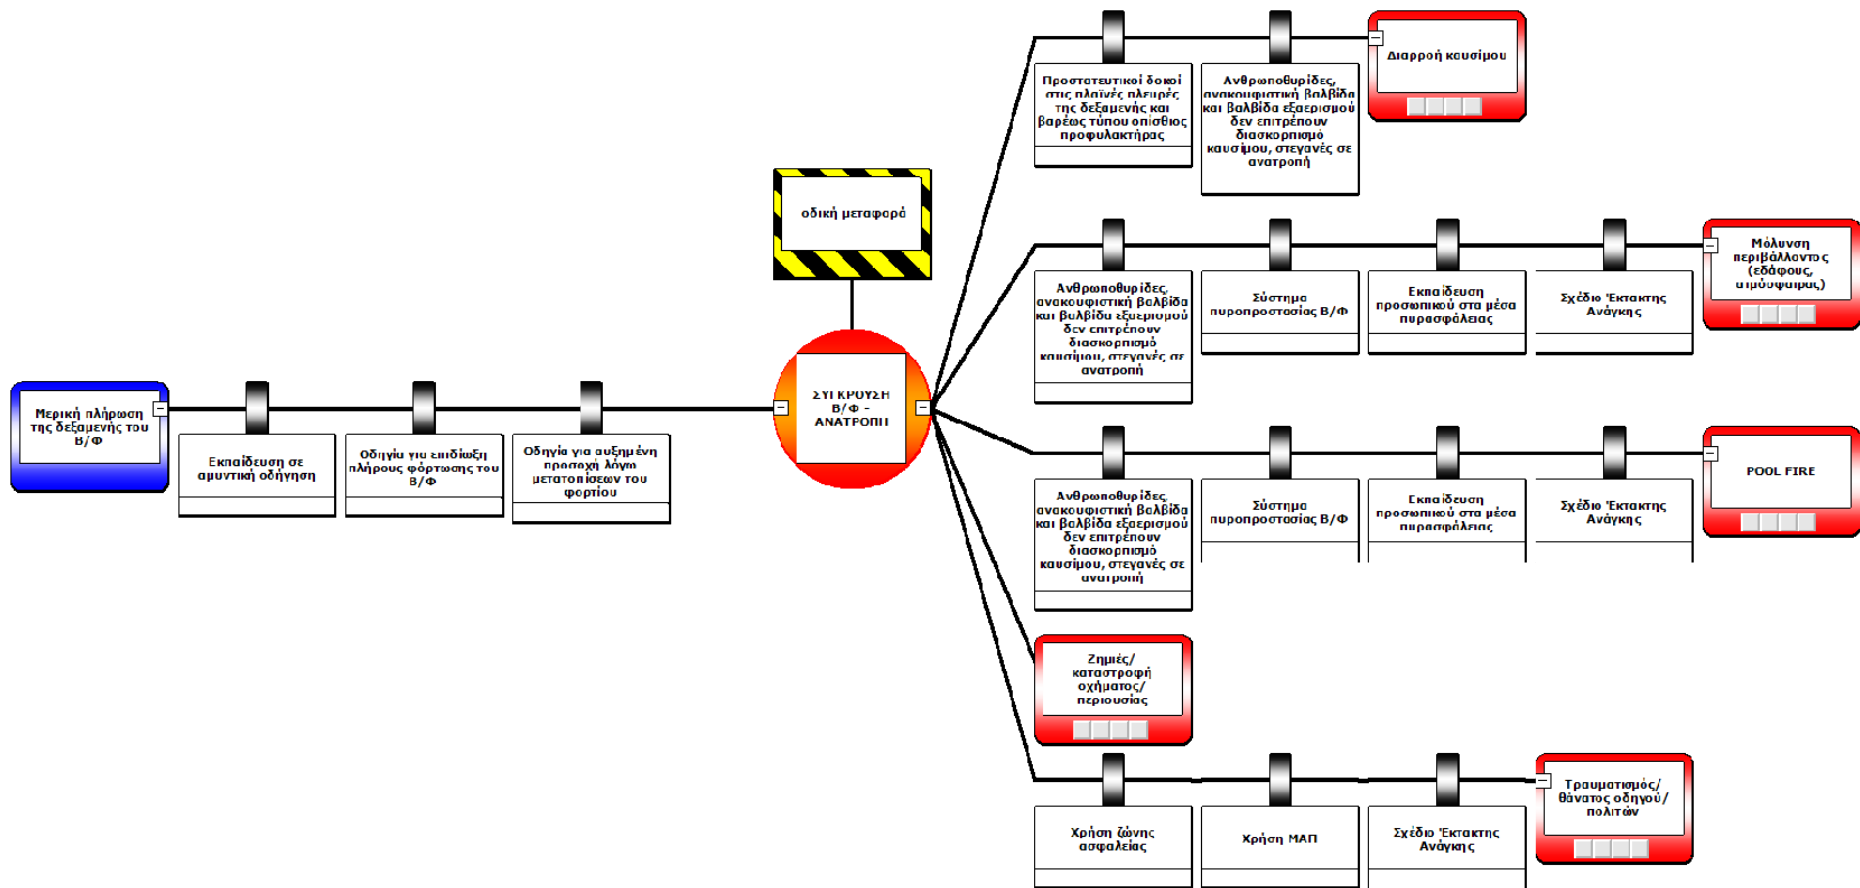 Προστατευτικοί δοκοί
στις πλαϊνές πλευρές
της δεξαμενής και
βαρέως τύπου οπίσθιος
προφυλακτήρας
Ανθρωποθυρίδες,
ανακουφιστική βαλβίδα
και βαλβίδα εξαερισμού
δεν επιτρέπουν
διασκορπισμό
καυσίμου, στεγανές σε
ανατροπή
Διαρροή καυσίμου
οδική μεταφορά
Ανθρωποθυρίδες,
ανακουφιστική βαλβίδα
και βαλβίδα εξαερισμού
δεν επιτρέπουν
διασκορπισμό
καυσίμου, στεγανές σε
ανατροπή
Σύστημα
πυροπροστασίας Β/Φ
Εκπαίδευση
προσωπικού στα μέσα
πυρασφάλειας
Σχέδιο Έκτακτης
Ανάγκης
Μόλυνση
περιβάλλοντος
(εδάφους,
ατμόσφαιρας)
Μερική πλήρωση
της δεξαμενής του
Β/Φ
Εκπαίδευση σε
αμυντική οδήγηση
Οδηγία για επιδίωξη
πλήρους φόρτωσης του
Β/Φ
Οδηγία για αυξημένη
προσοχή λόγω
μετατοπίσεων του
φορτίου
ΣΥΓΚΡΟΥΣΗ
Β/Φ -
ΑΝΑΤΡΟΠΗ
Ανθρωποθυρίδες,
ανακουφιστική βαλβίδα
και βαλβίδα εξαερισμού
δεν επιτρέπουν
διασκορπισμό
καυσίμου, στεγανές σε
ανατροπή
Σύστημα
πυροπροστασίας Β/Φ
Εκπαίδευση
προσωπικού στα μέσα
πυρασφάλειας
Σχέδιο Έκτακτης
Ανάγκης
POOL FIRE
Ζημιές/
καταστροφή
οχήματος/
περιουσίας
Χρήση ζώνης
ασφαλείας
Χρήση ΜΑΠ
Σχέδιο Έκτακτης
Ανάγκης
Τραυματισμός/
θάνατος οδηγού/
πολιτών